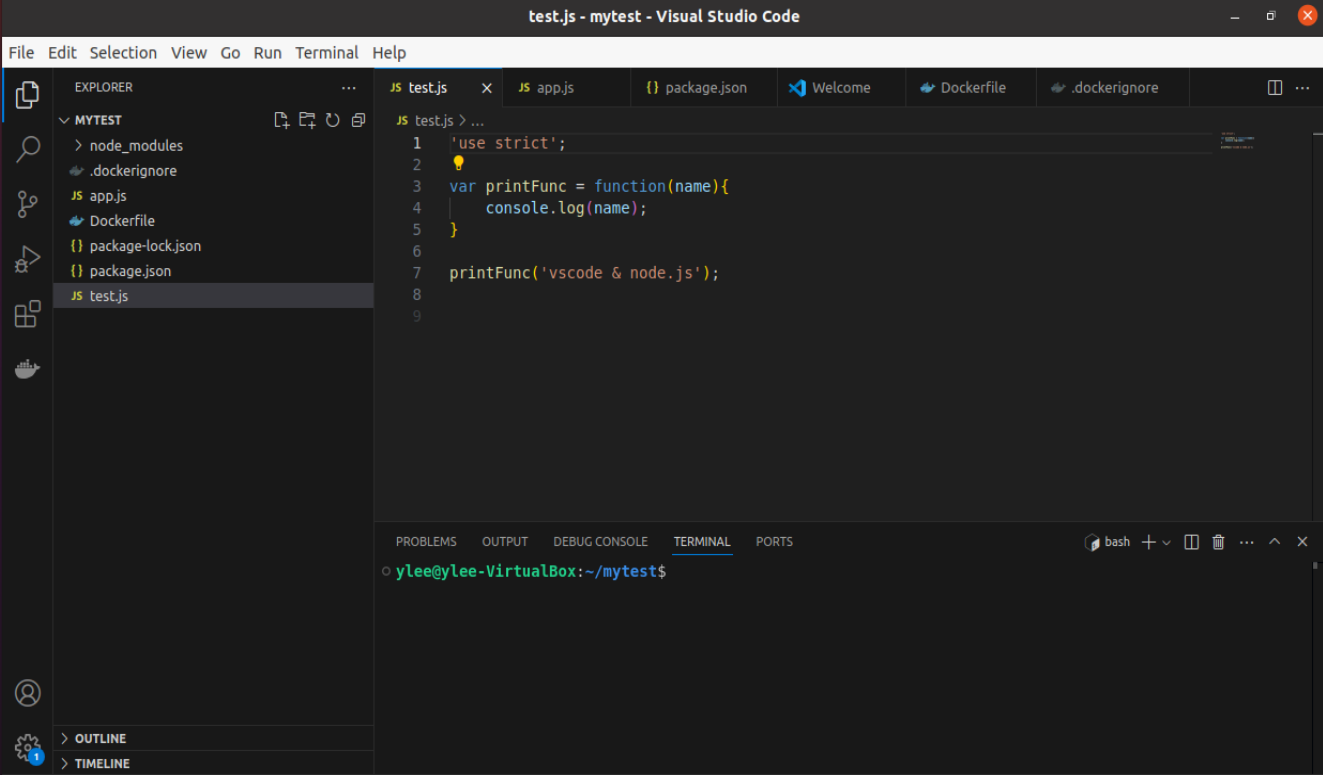 test.js - mytest - Visual Studio Code
File Edit Selection View Go Run Terminal Help
EXPLORER
MYTEST
node_modules
.dockerignore
JS app.js
Dockerfile
{} package-lock.json
{} package.json
JS test.js
OUTLINE
TIMELINE
1
JS test.js
JS app.js
{} package.json
Welcome
Dockerfile
.dockerignore
JS test.js > ...
1 'use strict';
2
3 var printFunc = function(name){
4 console.log(name);
5 }
6
7 printFunc('vscode & node.js');
8
9
PROBLEMS OUTPUT DEBUG CONSOLE TERMINAL PORTS
bash
ylee@ylee-VirtualBox:~/mytest$